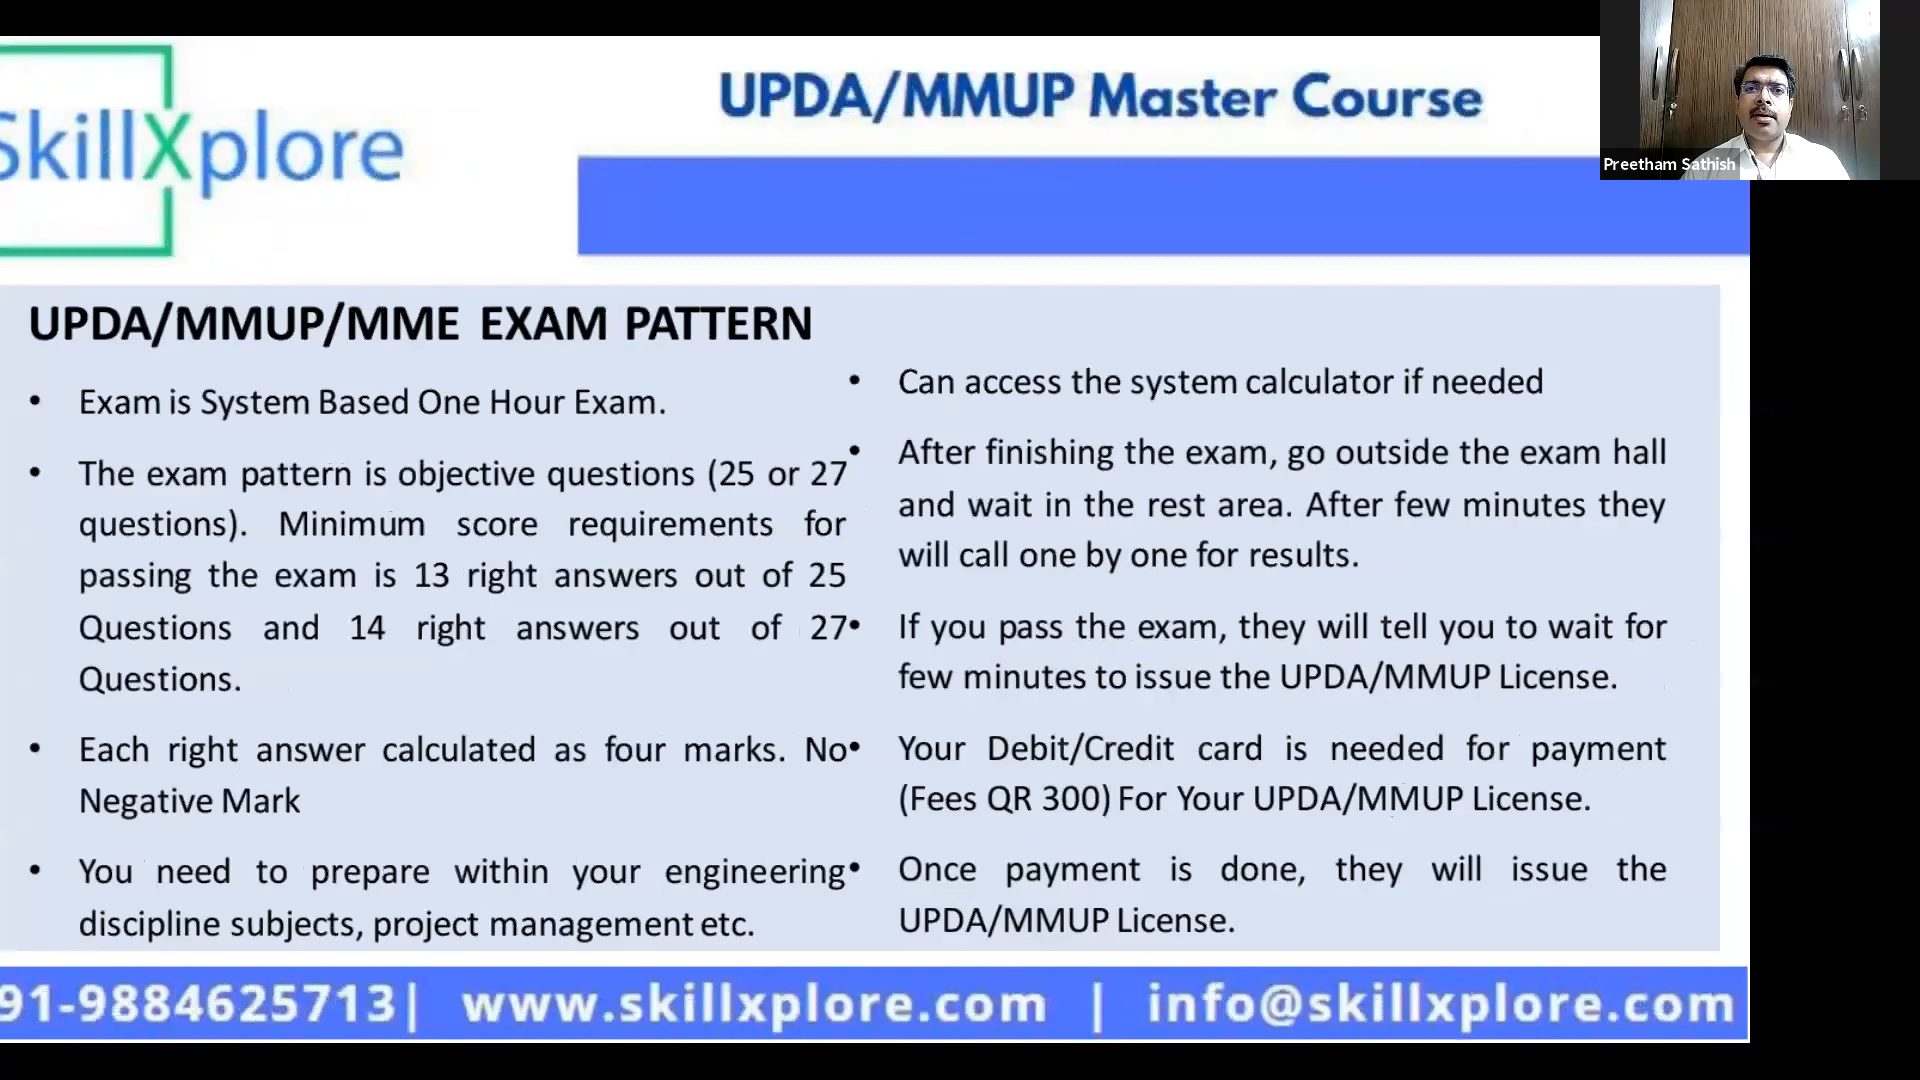 SkillXplore
UPDA/MMUP Master Course
Preetham Sathish
UPDA/MMUP/MME EXAM PATTERN
• Exam is System Based One Hour Exam.
• The exam pattern is objective questions (25 or 27
questions). Minimum score requirements for
passing the exam is 13 right answers out of 25
Questions and 14 right answers out of 27
Questions.
• Each right answer calculated as four marks. No
Negative Mark
• You need to prepare within your engineering
discipline subjects, project management etc.
• Can access the system calculator if needed
• After finishing the exam, go outside the exam hall
and wait in the rest area. After few minutes they
will call one by one for results.
• If you pass the exam, they will tell you to wait for
few minutes to issue the UPDA/MMUP License.
• Your Debit/Credit card is needed for payment
(Fees QR 300) For Your UPDA/MMUP License.
• Once payment is done, they will issue the
UPDA/MMUP License.
91-9884625713| www.skillxplore.com | info@skillxplore.com